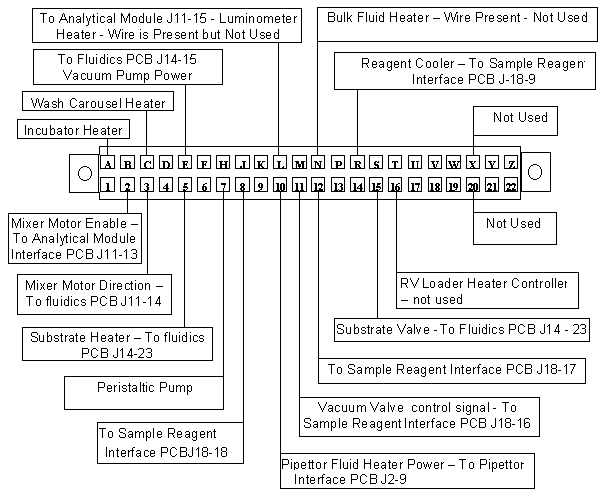 To Analytical Module J11-15 - Luminometer
Heater - Wire is Present but Not Used
Bulk Fluid Heater – Wire Present - Not Used
To Fluidics PCB J14-15
Vacuum Pump Power
Reagent Cooler – To Sample Reagent
Interface PCB J-18-9
Wash Carousel Heater
Incubator Heater
Not Used
A B C D E F H J K L M N P R S T U V W X Y Z
1 2 3 4 5 6 7 8 9 10 11 12 13 14 15 16 17 18 19 20 21 22
Mixer Motor Enable –
To Analytical Module
Interface PCB J11-13
Not Used
Mixer Motor Direction –
To fluidics PCB J11-14
RV Loader Heater Controller
– not used
Substrate Heater – To fluidics
PCB J14-23
Substrate Valve - To Fluidics PCB J14 - 23
Peristaltic Pump
To Sample Reagent Interface PCB J18-17
Vacuum Valve control signal - To
Sample Reagent Interface PCB J18-16
To Sample Reagent
Interface PCBJ18-18
Pipettor Fluid Heater Power – To Pipettor
Interface PCB J2-9